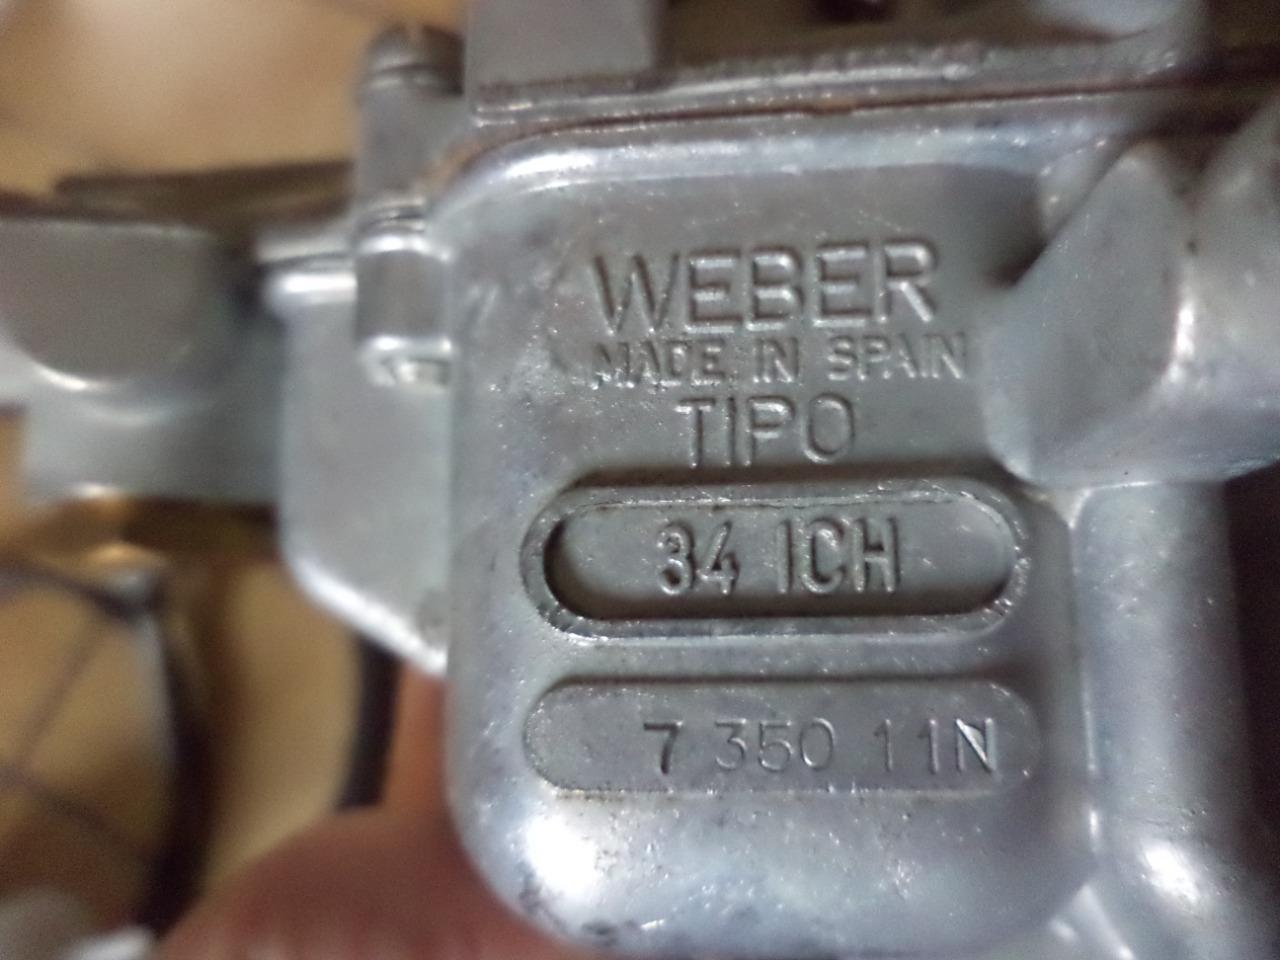 WEBER
MADE IN SPAIN
TIPO
34 ICH
7 350 11N